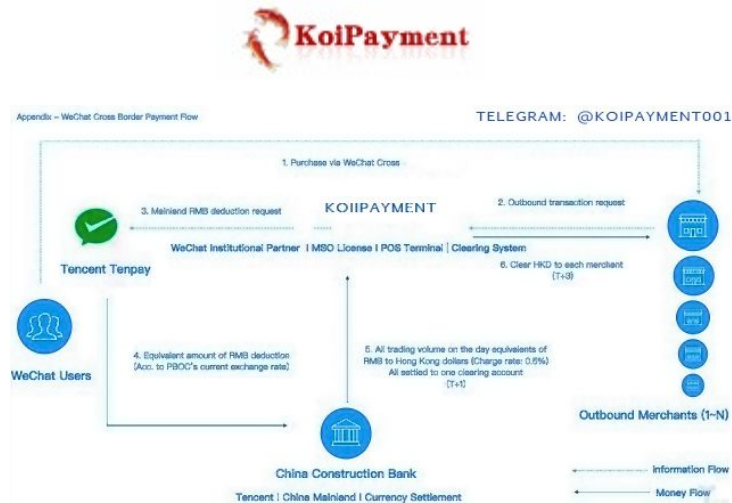 KoiPayment
Appendix – WeChat Cross Border Payment Flow
TELEGRAM: @KOIPAYMENT001
1. Purchase via WeChat Cross
3. Mainland RMB deduction request
KOIIPAYMENT
2. Outbound transaction request
WeChat Institutional Partner I MSO License I POS Terminal | Clearing System
Tencent Tenpay
6. Clear HKD to each merchant
(T+3)
4. Equivalent amount of RMB deduction
(Acc. to PBOC's current exchange rate)
5. All trading volume on the day equivalents of
RMB to Hong Kong dollars (Charge rate: 0.6%)
All settled to one clearing account
(T+1)
WeChat Users
Outbound Merchants (1~N)
China Construction Bank
Tencent | China Mainland I Currency Settlement
Information Flow
Money Flow